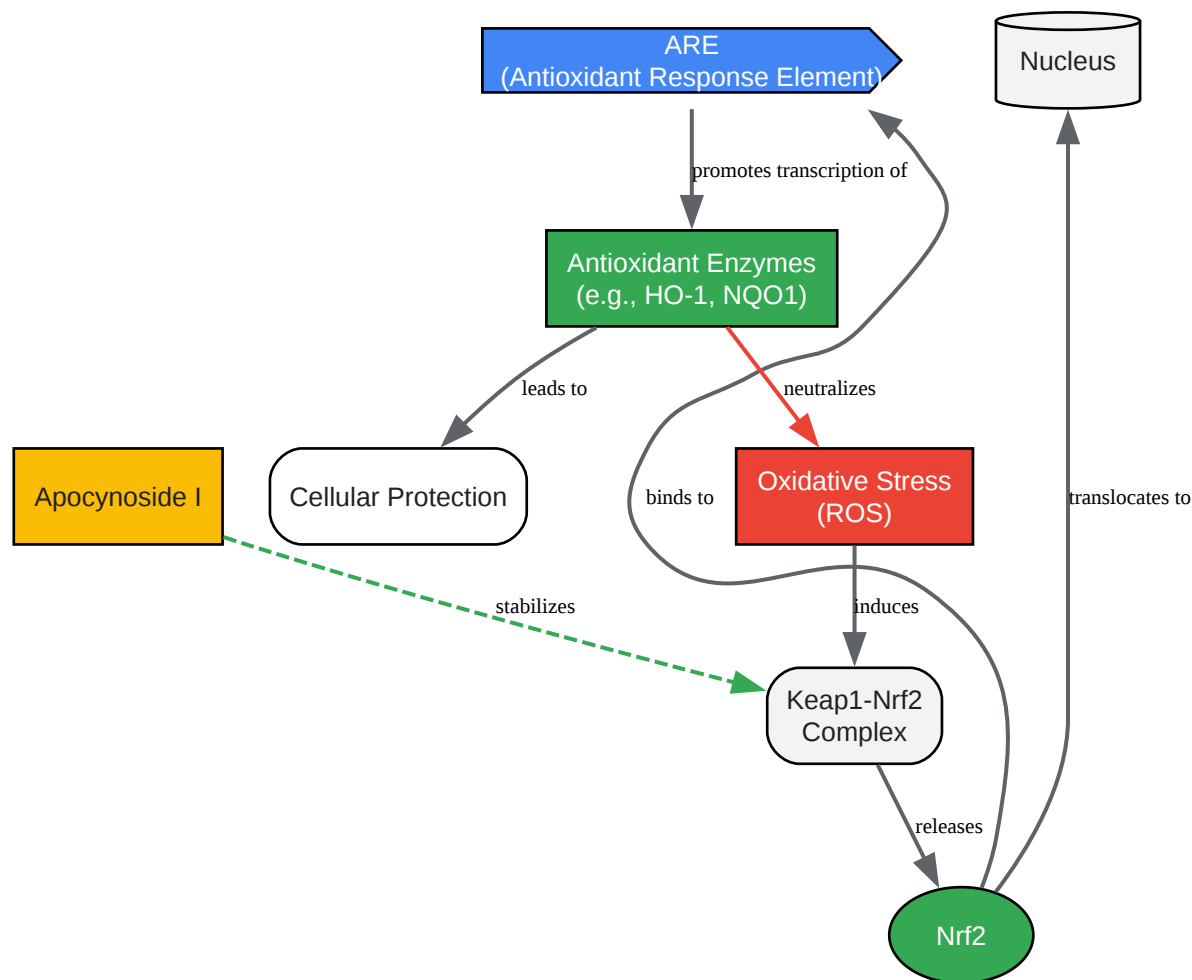 ARE
(Antioxidant Response Element)
Nucleus
promotes transcription of
Antioxidant Enzymes
(e.g., HO-1, NQO1)
leads to
neutralizes
Apocynoside I
Cellular Protection
Oxidative Stress
(ROS)
binds to
translocates to
stabilizes
induces
Keap1-Nrf2
Complex
releases
Nrf2